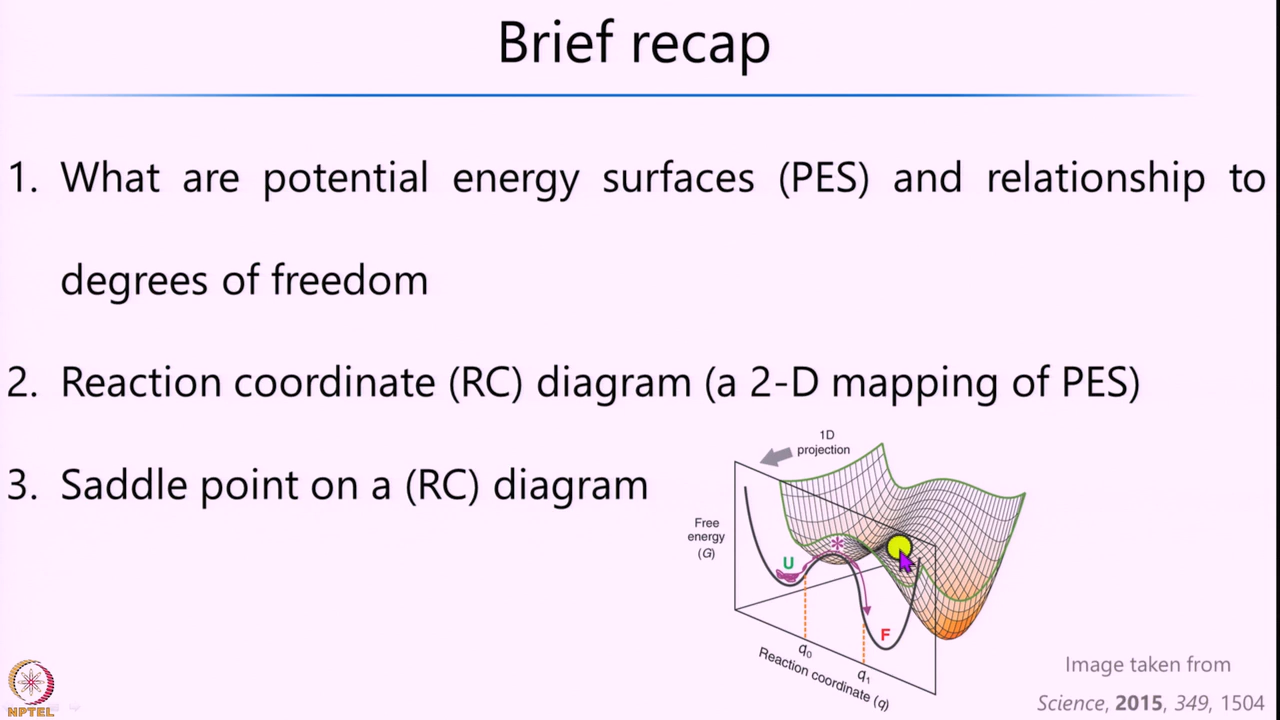 Brief recap
1. What are potential energy surfaces (PES) and relationship to
degrees of freedom
2. Reaction coordinate (RC) diagram (a 2-D mapping of PES)
3. Saddle point on a (RC) diagram
1D
projection
Free
energy
(G)
U
*
F
q₀
q₁
Reaction coordinate (q)
Image taken from
Science, 2015, 349, 1504
NPTEL